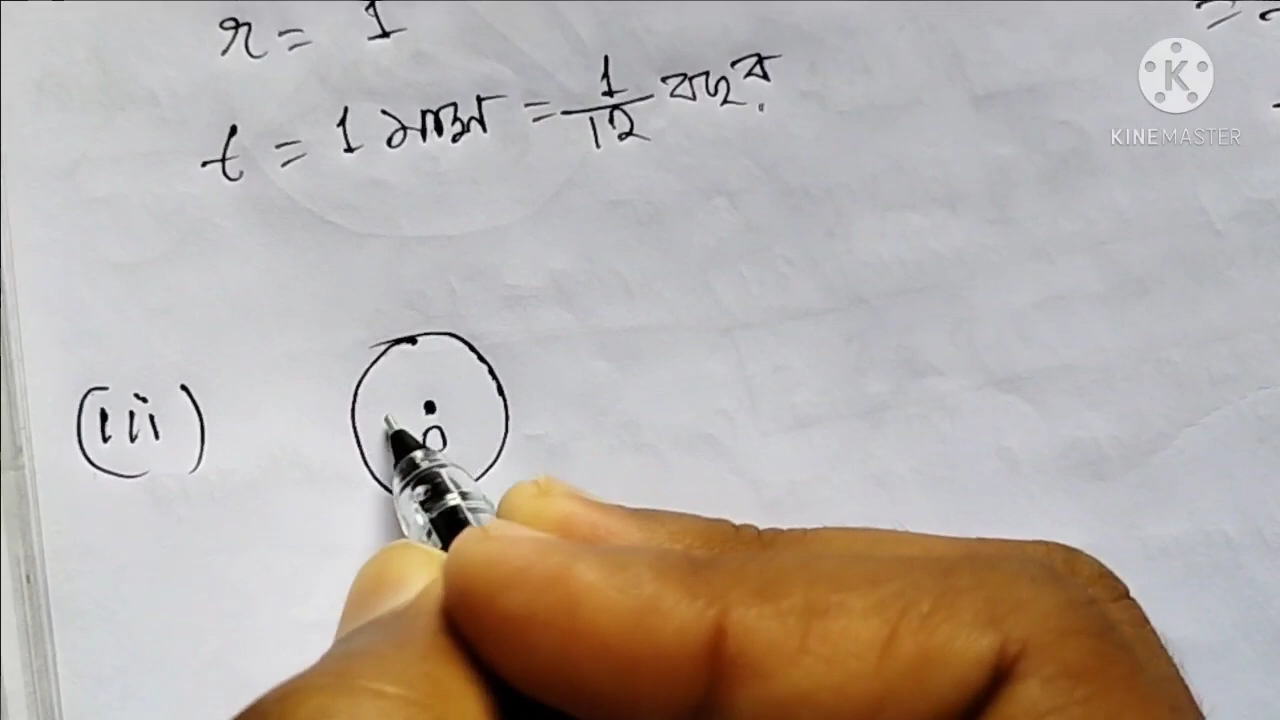 r = 1
t = 1 মাস = 1/12 বছর.
(iii)
O
K
KINEMASTER